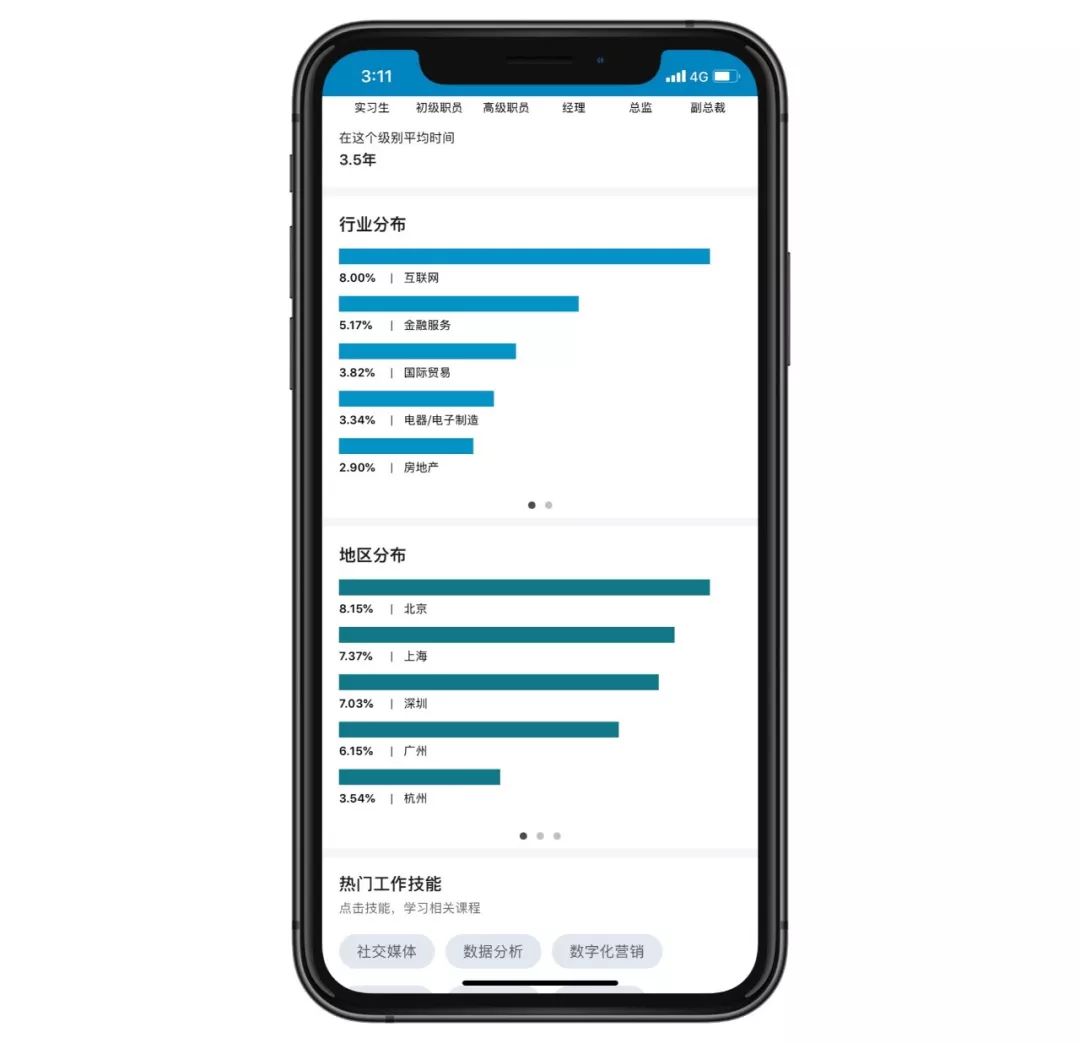 3:11 4G
实习生 初级职员 高级职员 经理 总监 副总裁
在这个级别平均时间
3.5年
行业分布
8.00% | 互联网
5.17% | 金融服务
3.82% | 国际贸易
3.34% | 电器/电子制造
2.90% | 房地产
地区分布
8.15% | 北京
7.37% | 上海
7.03% | 深圳
6.15% | 广州
3.54% | 杭州
热门工作技能
点击技能，学习相关课程
社交媒体 数据分析 数字化营销